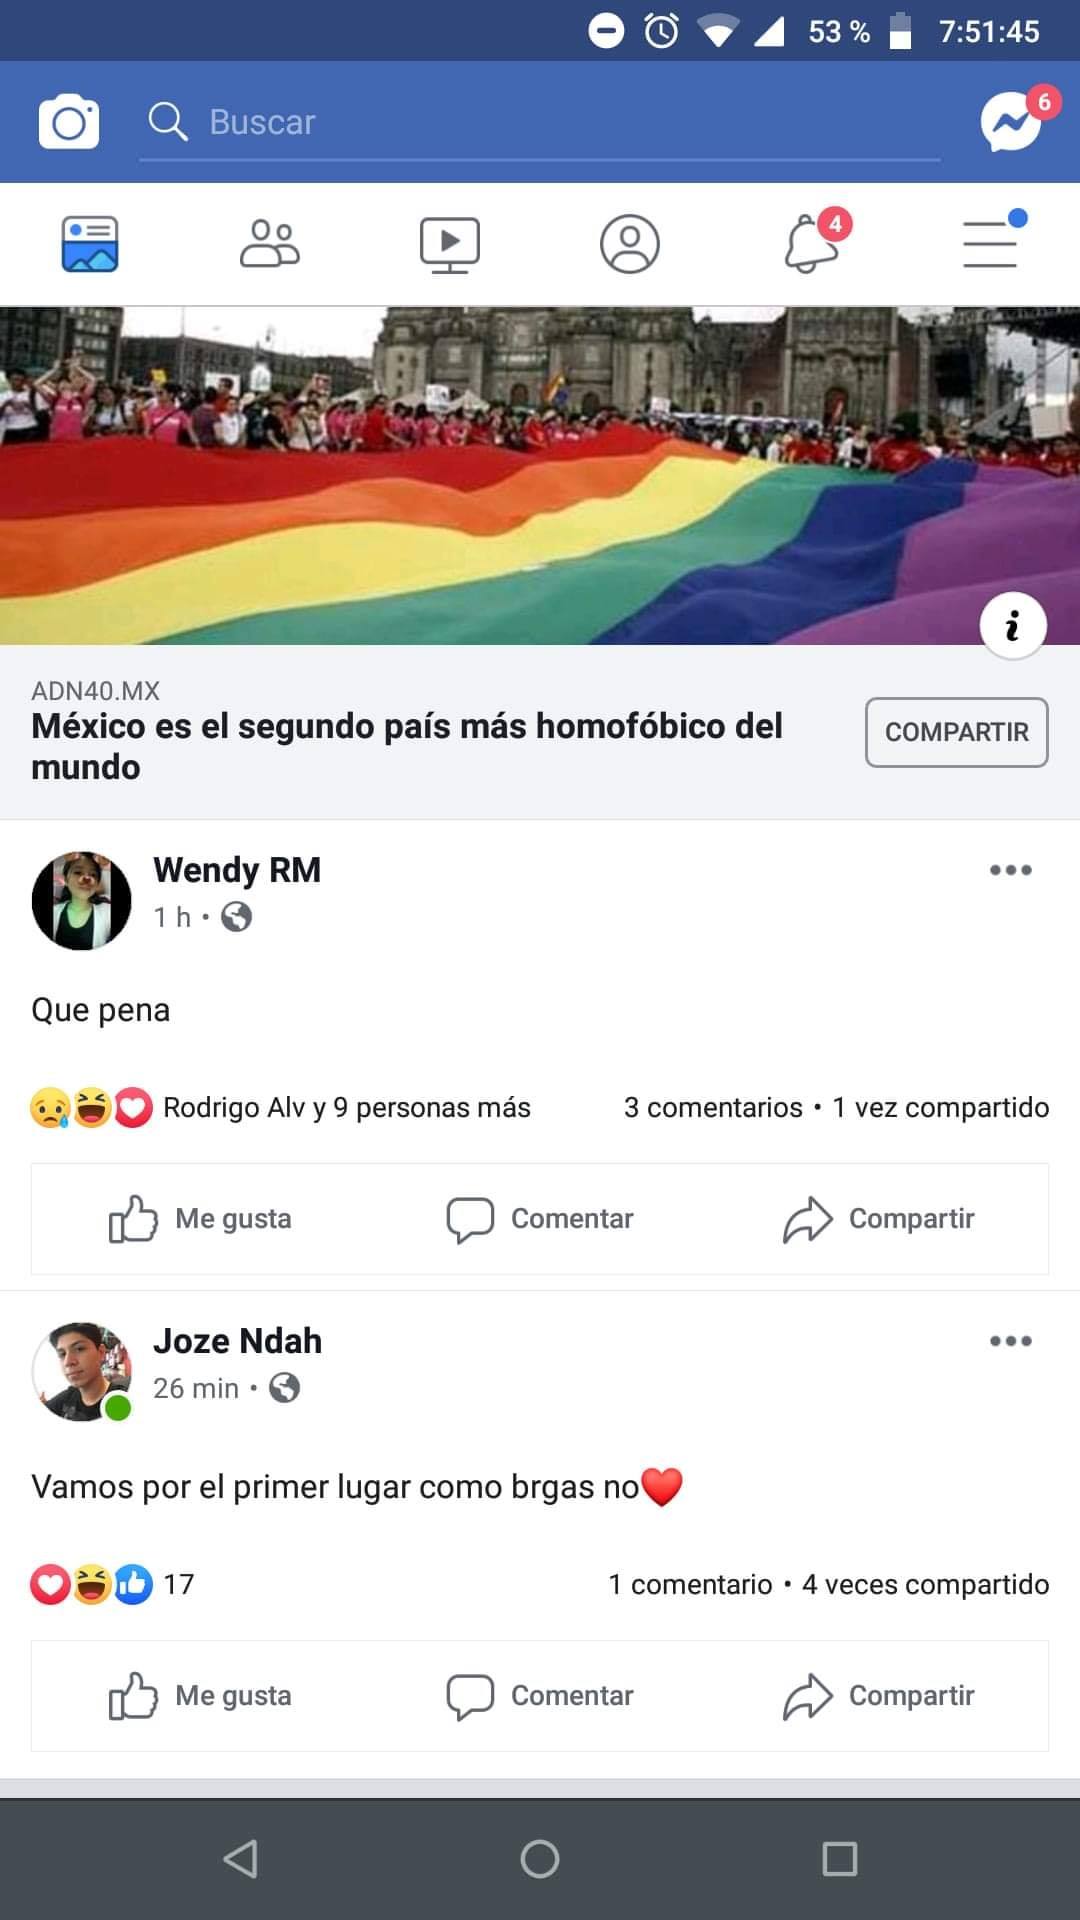 53 % 7:51:45
Buscar
6
4
i
ADN40.MX
México es el segundo país más homofóbico del
mundo
COMPARTIR
Wendy RM
1 h •
Que pena
Rodrigo Alv y 9 personas más 3 comentarios • 1 vez compartido
Me gusta Comentar Compartir
Joze Ndah
26 min •
Vamos por el primer lugar como brgas no❤️
17 1 comentario • 4 veces compartido
Me gusta Comentar Compartir